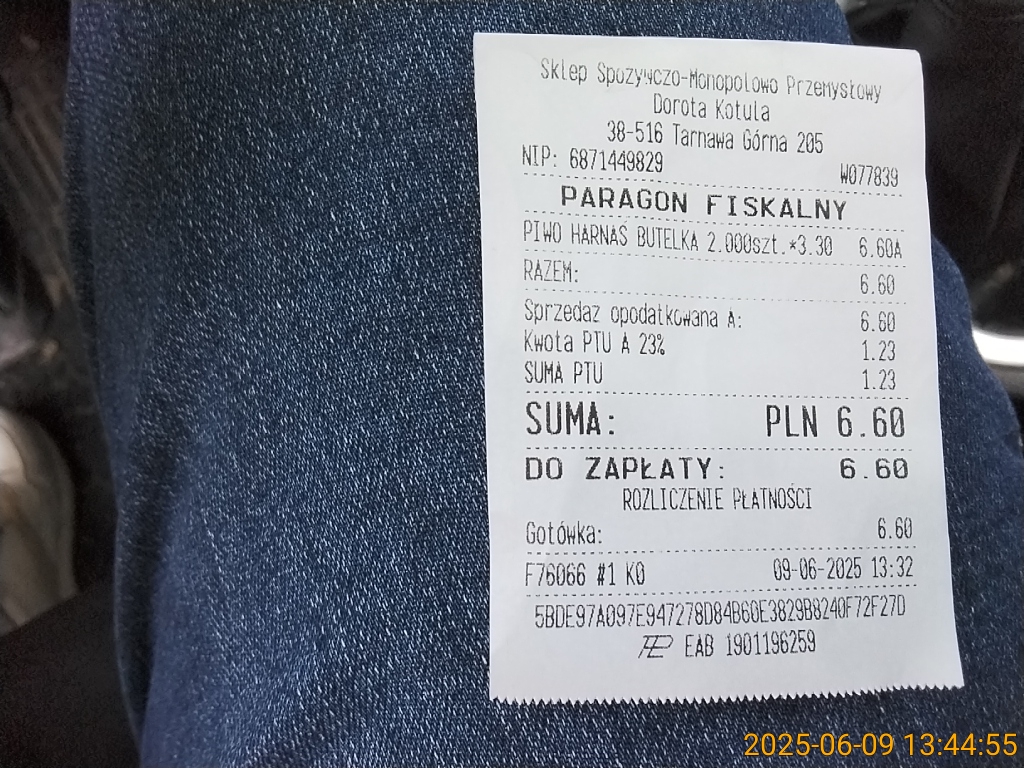 Sklep Spożywczo-Monopolowo Przemysłowy
Dorota Kotula
38-516 Tarnawa Górna 205
NIP: 6871449829 W077839
PARAGON FISKALNY
PIWO HARNAŚ BUTELKA 2.000szt.*3.30 6.60A
RAZEM: 6.60
Sprzedaż opodatkowana A: 6.60
Kwota PTU A 23% 1.23
SUMA PTU 1.23
SUMA: PLN 6.60
DO ZAPŁATY: 6.60
ROZLICZENIE PŁATNOŚCI
Gotówka: 6.60
F76066 #1 K0 09-06-2025 13:32
5BDE97A097E947278D84B60E3829B8240F72F27D
EAB 1901196259
2025-06-09 13:44:55